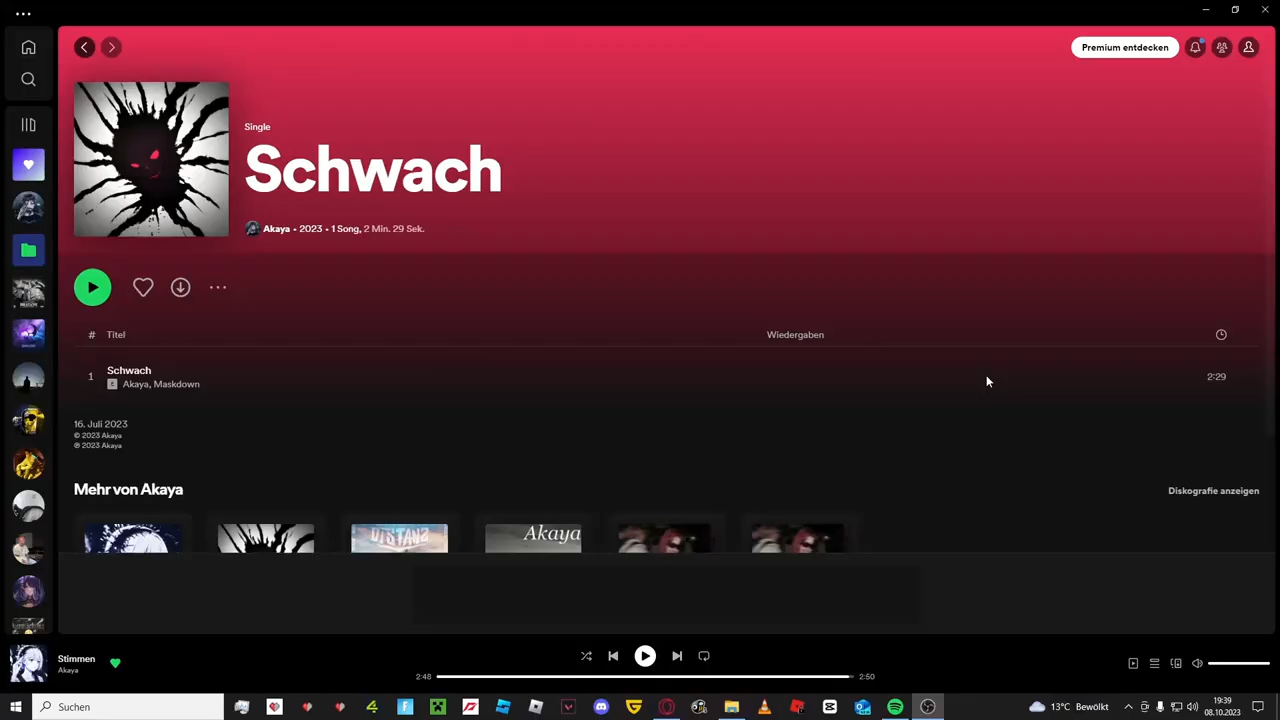 Premium entdecken
Single
Schwach
Akaya • 2023 • 1 Song, 2 Min. 29 Sek.
# Titel Wiedergaben
1 Schwach 2:29
E Akaya, Maskdown
16. Juli 2023
© 2023 Akaya
℗ 2023 Akaya
Mehr von Akaya Diskografie anzeigen
DISTANZ
Akaya
Stimmen
Akaya
2:48 2:50
Suchen
13°C Bewölkt
19:39
08.10.2023